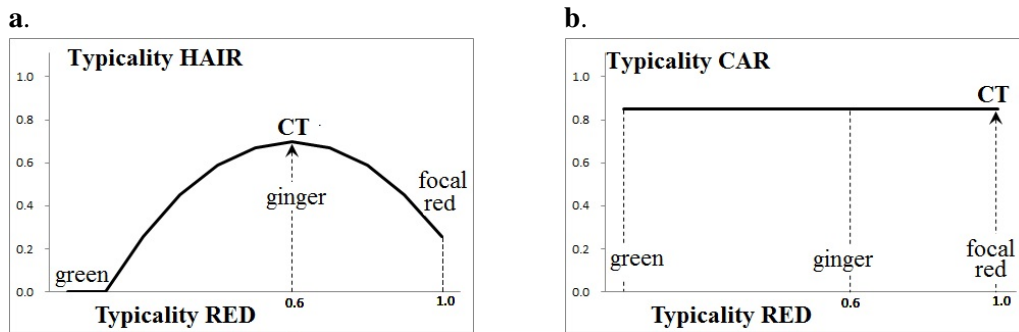 a.
Typicality HAIR
1.0
0.8
0.6
0.4
0.2
0.0
CT
ginger
focal
red
green
0.6
1.0
Typicality RED
b.
Typicality CAR
1.0
0.8
0.6
0.4
0.2
0.0
CT
green
ginger
focal
red
0.6
1.0
Typicality RED